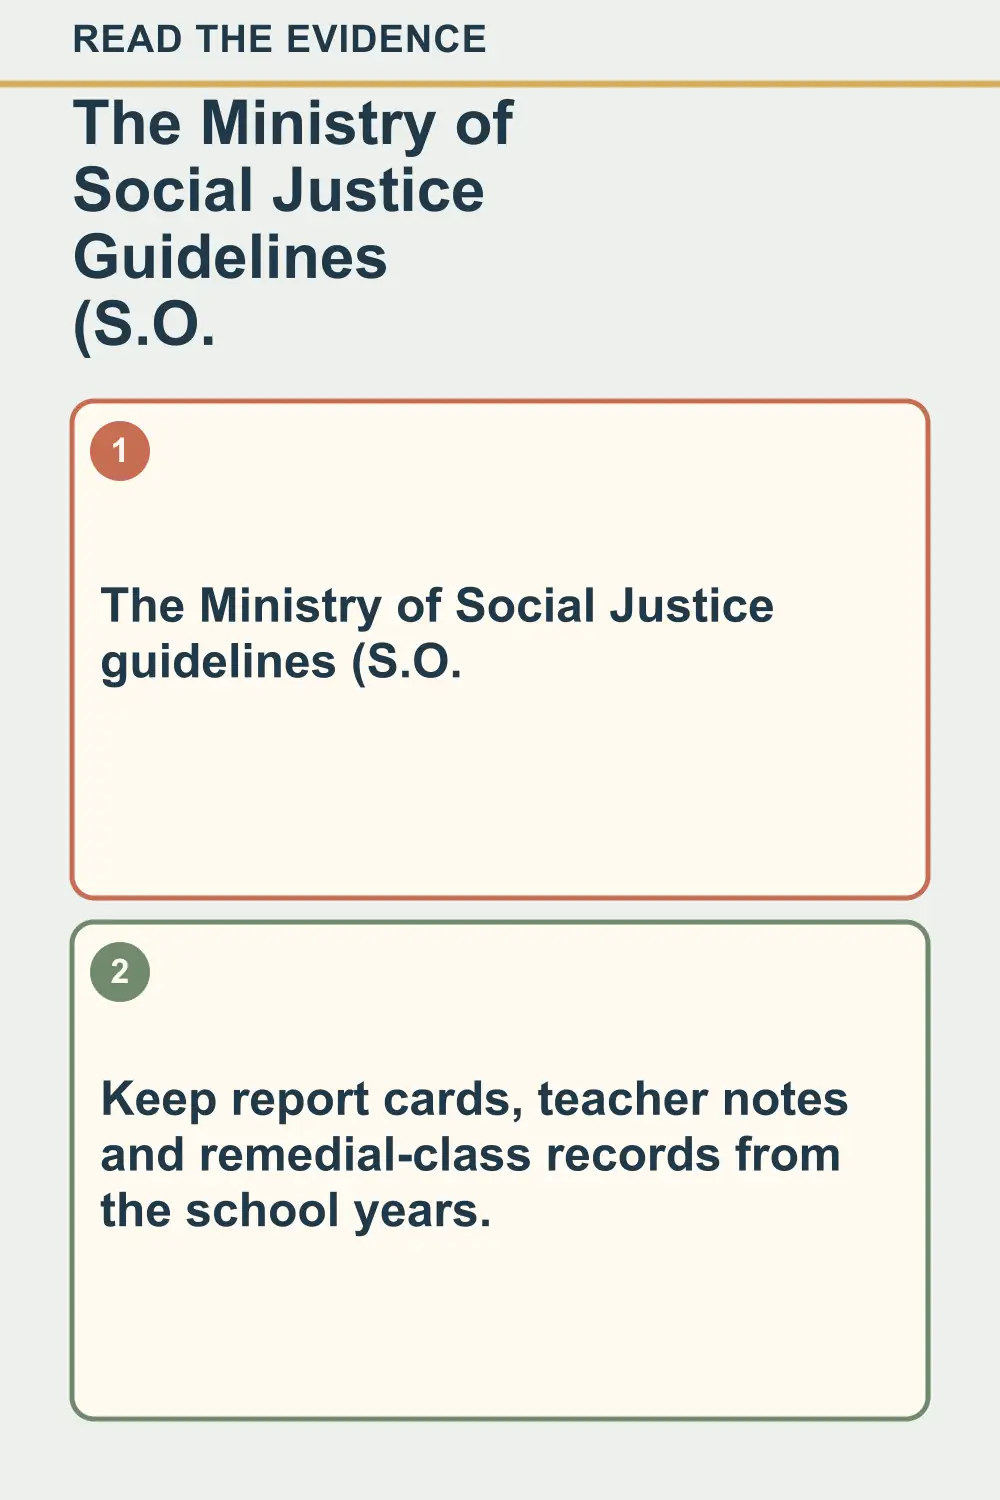 READ THE EVIDENCE
The Ministry of
Social Justice
Guidelines
(S.O.
1
The Ministry of Social Justice
guidelines (S.O.
2
Keep report cards, teacher notes
and remedial-class records from
the school years.